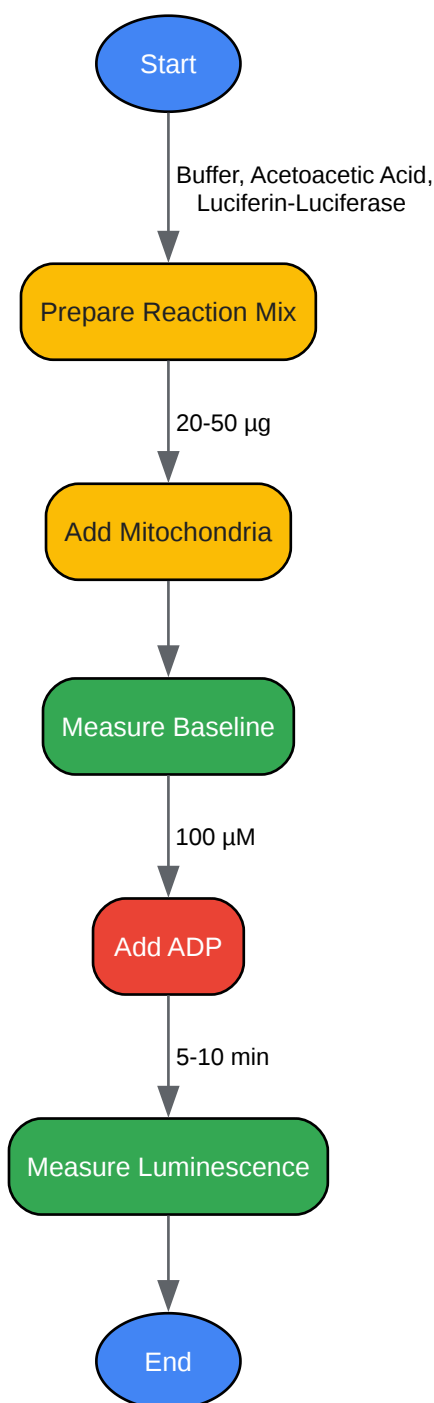 Start
Buffer, Acetoacetic Acid,
Luciferin-Luciferase
Prepare Reaction Mix
20-50 µg
Add Mitochondria
Measure Baseline
100 µM
Add ADP
5-10 min
Measure Luminescence
End